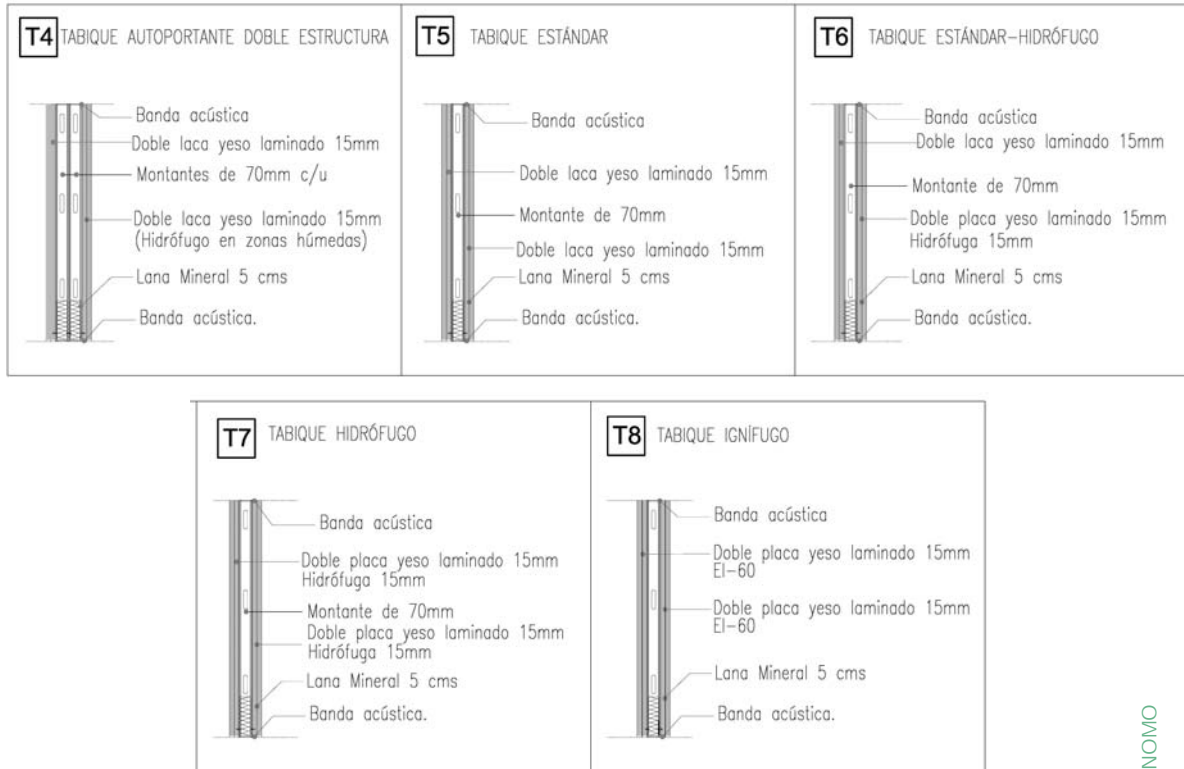 T4 TABIQUE AUTOPORTANTE DOBLE ESTRUCTURA
Banda acústica
Doble laca yeso laminado 15mm
Montantes de 70mm c/u
Doble laca yeso laminado 15mm
(Hidrófugo en zonas húmedas)
Lana Mineral 5 cms
Banda acústica.
T5 TABIQUE ESTÁNDAR
Banda acústica
Doble laca yeso laminado 15mm
Montante de 70mm
Doble laca yeso laminado 15mm
Lana Mineral 5 cms
Banda acústica.
T6 TABIQUE ESTÁNDAR-HIDRÓFUGO
Banda acústica
Doble laca yeso laminado 15mm
Montante de 70mm
Doble placa yeso laminado 15mm
Hidrófuga 15mm
Lana Mineral 5 cms
Banda acústica.
T7 TABIQUE HIDRÓFUGO
Banda acústica
Doble placa yeso laminado 15mm
Hidrófuga 15mm
Montante de 70mm
Doble placa yeso laminado 15mm
Hidrófuga 15mm
Lana Mineral 5 cms
Banda acústica.
T8 TABIQUE IGNÍFUGO
Banda acústica
Doble placa yeso laminado 15mm
EI-60
Doble placa yeso laminado 15mm
EI-60
Lana Mineral 5 cms
Banda acústica.
NOMO